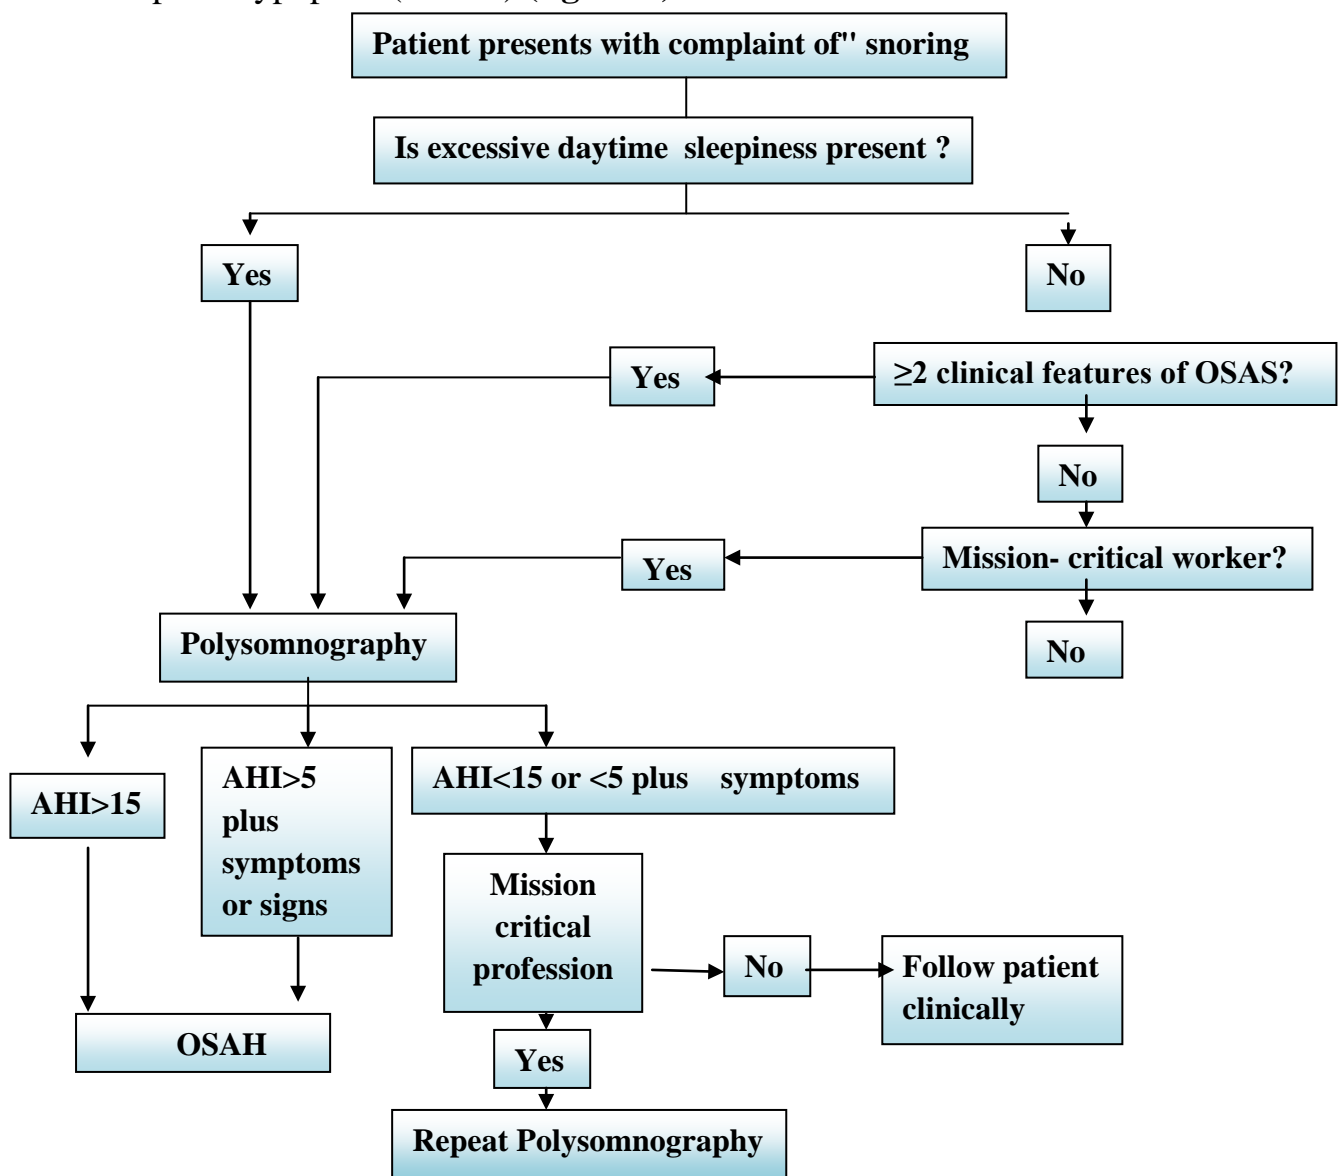 Patient presents with complaint of" snoring
Is excessive daytime sleepiness present ?
Yes
No
Yes
≥2 clinical features of OSAS?
No
Yes
Mission- critical worker?
Polysomnography
No
AHI>15
AHI>5
plus
symptoms
or signs
AHI<15 or <5 plus symptoms
Mission
critical
profession
No
Follow patient
clinically
OSAH
Yes
Repeat Polysomnography